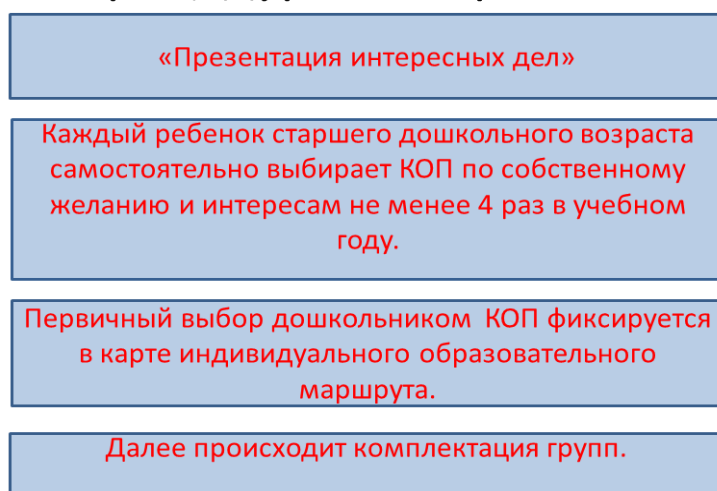 «Презентация интересных дел»
Каждый ребенок старшего дошкольного возраста
самостоятельно выбирает КОП по собственному
желанию и интересам не менее 4 раз в учебном
году.
Первичный выбор дошкольником КОП фиксируется
в карте индивидуального образовательного
маршрута.
Далее происходит комплектация групп.